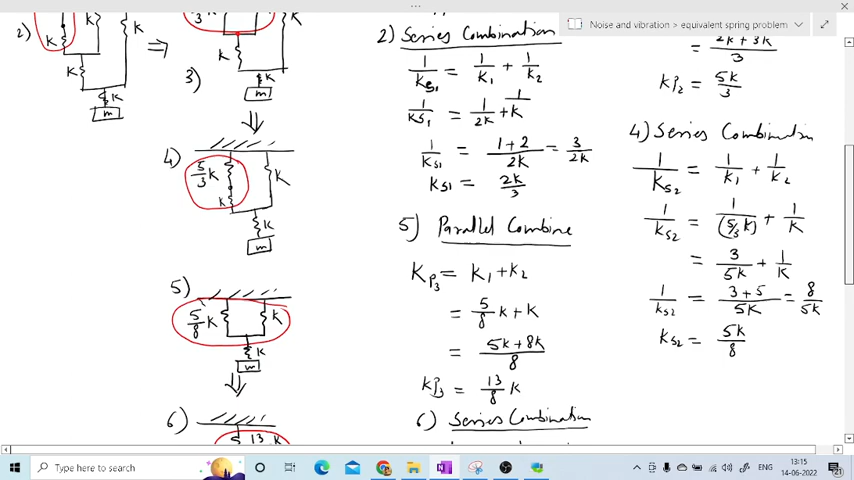 Noise and vibration > equivalent spring problem
2)
K
K
K
K
K
m
⇒
K
K
K
m
3)
4)
5/3 K
K
K
K
m
5)
5/8 K
K
K
m
6)
13 K
2) Series Combination
1/KS1 = 1/K1 + 1/K2
1/KS1 = 1/2K + 1/K
1/KS1 = 1+2/2K = 3/2K
KS1 = 2K/3
5) Parallel Combine
KP3 = K1 + K2
= 5/8 K + K
= 5K+8K/8
KP3 = 13/8 K
6) Series Combination
= 2K+3K/3
KP2 = 5K/3
4) Series Combination
1/KS2 = 1/K1 + 1/K2
1/KS2 = 1/(5/3 K) + 1/K
= 3/5K + 1/K
1/KS2 = 3+5/5K = 8/5K
KS2 = 5K/8
Type here to search
ENG
13:15
14-06-2022
21